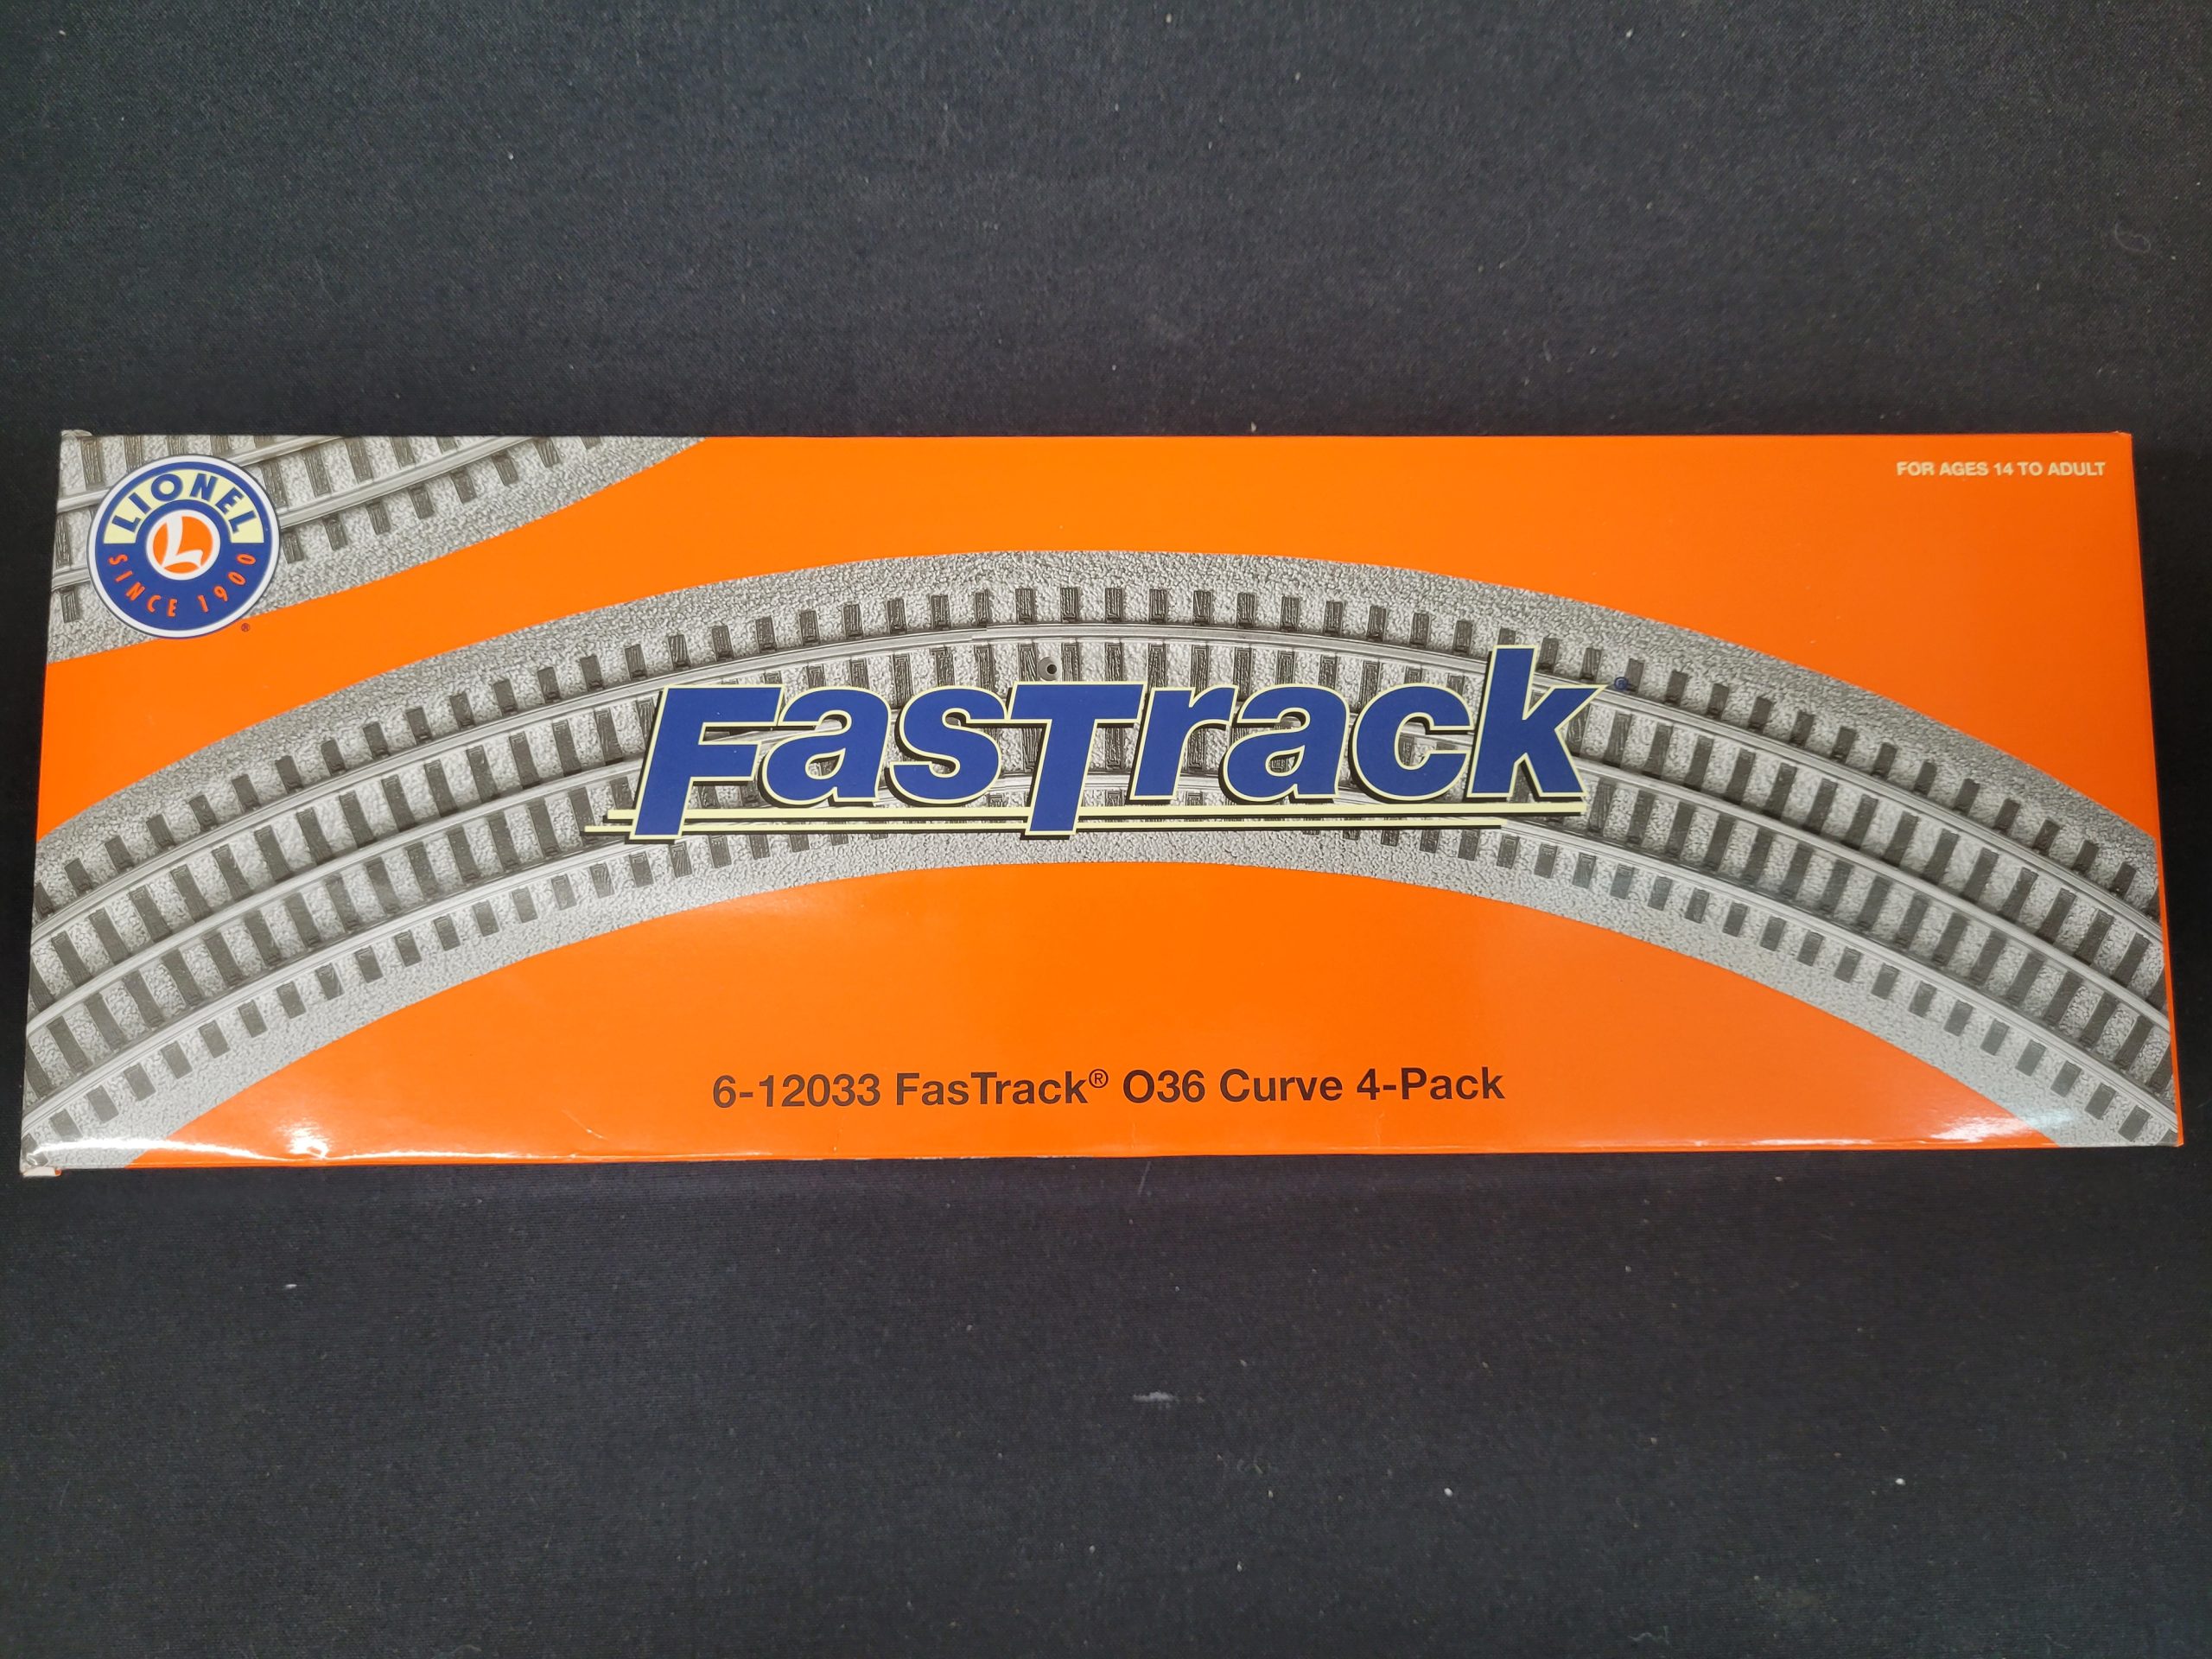 FOR AGES 14 TO ADULT
LIONEL
L
SINCE 1900
®
FasTrack®
6-12033 FasTrack® O36 Curve 4-Pack